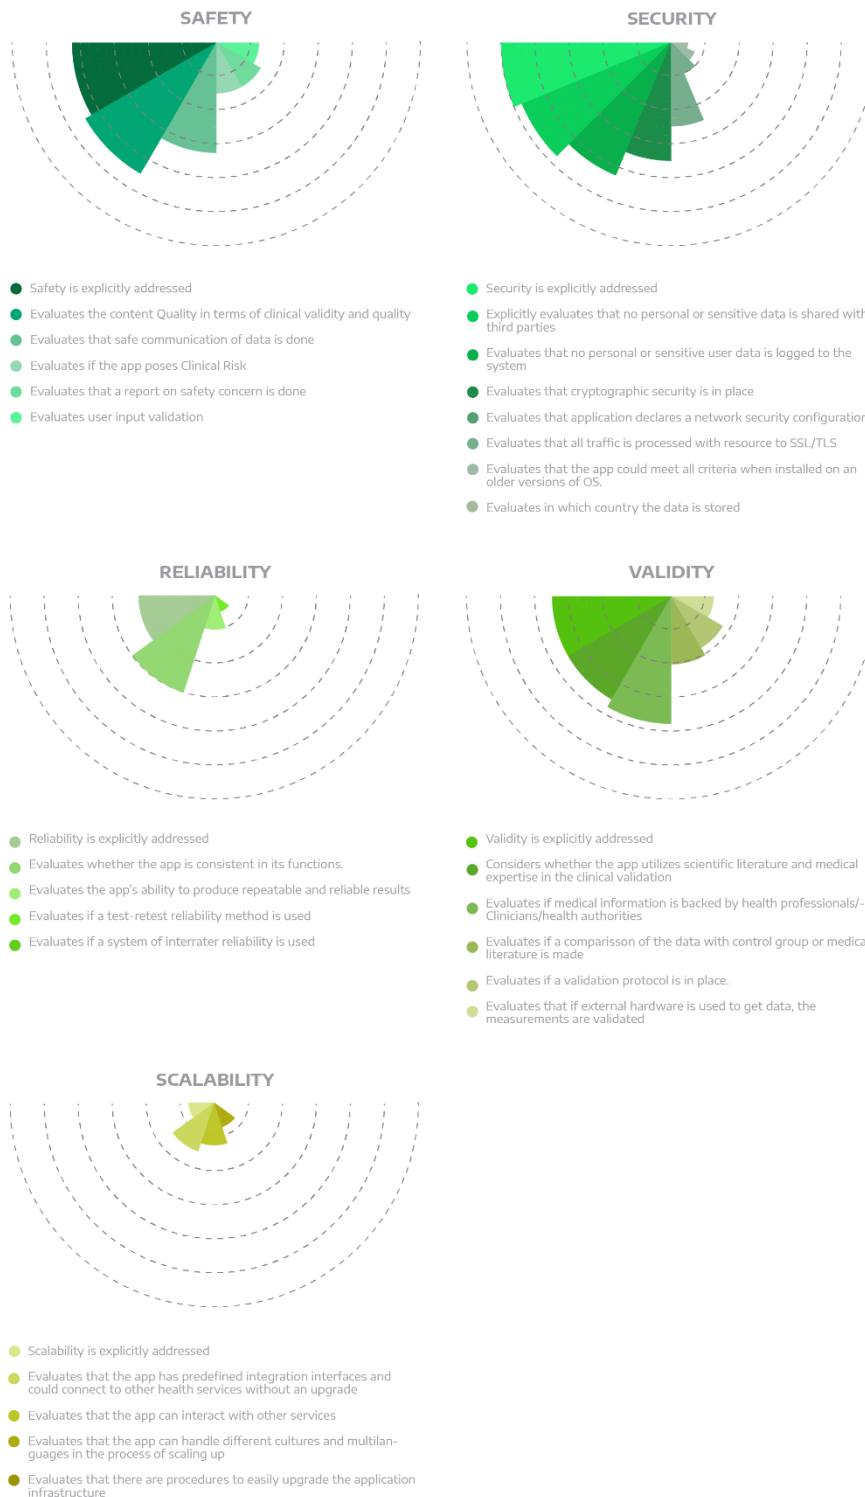 SAFETY
Safety is explicitly addressed
Evaluates the content Quality in terms of clinical validity and quality
Evaluates that safe communication of data is done
Evaluates if the app poses Clinical Risk
Evaluates that a report on safety concern is done
Evaluates user input validation
SECURITY
Security is explicitly addressed
Explicitly evaluates that no personal or sensitive data is shared with
third parties
Evaluates that no personal or sensitive user data is logged to the
system
Evaluates that cryptographic security is in place
Evaluates that application declares a network security configuration
Evaluates that all traffic is processed with resource to SSL/TLS
Evaluates that the app could meet all criteria when installed on an
older versions of OS.
Evaluates in which country the data is stored
RELIABILITY
Reliability is explicitly addressed
Evaluates whether the app is consistent in its functions.
Evaluates the app's ability to produce repeatable and reliable results
Evaluates if a test-retest reliability method is used
Evaluates if a system of interrater reliability is used
VALIDITY
Validity is explicitly addressed
Considers whether the app utilizes scientific literature and medical
expertise in the clinical validation
Evaluates if medical information is backed by health professionals/-
Clinicians/health authorities
Evaluates if a comparisson of the data with control group or medica
literature is made
Evaluates if a validation protocol is in place.
Evaluates that if external hardware is used to get data, the
measurements are validated
SCALABILITY
Scalability is explicitly addressed
Evaluates that the app has predefined integration interfaces and
could connect to other health services without an upgrade
Evaluates that the app can interact with other services
Evaluates that the app can handle different cultures and multilan-
guages in the process of scaling up
Evaluates that there are procedures to easily upgrade the application
infrastructure